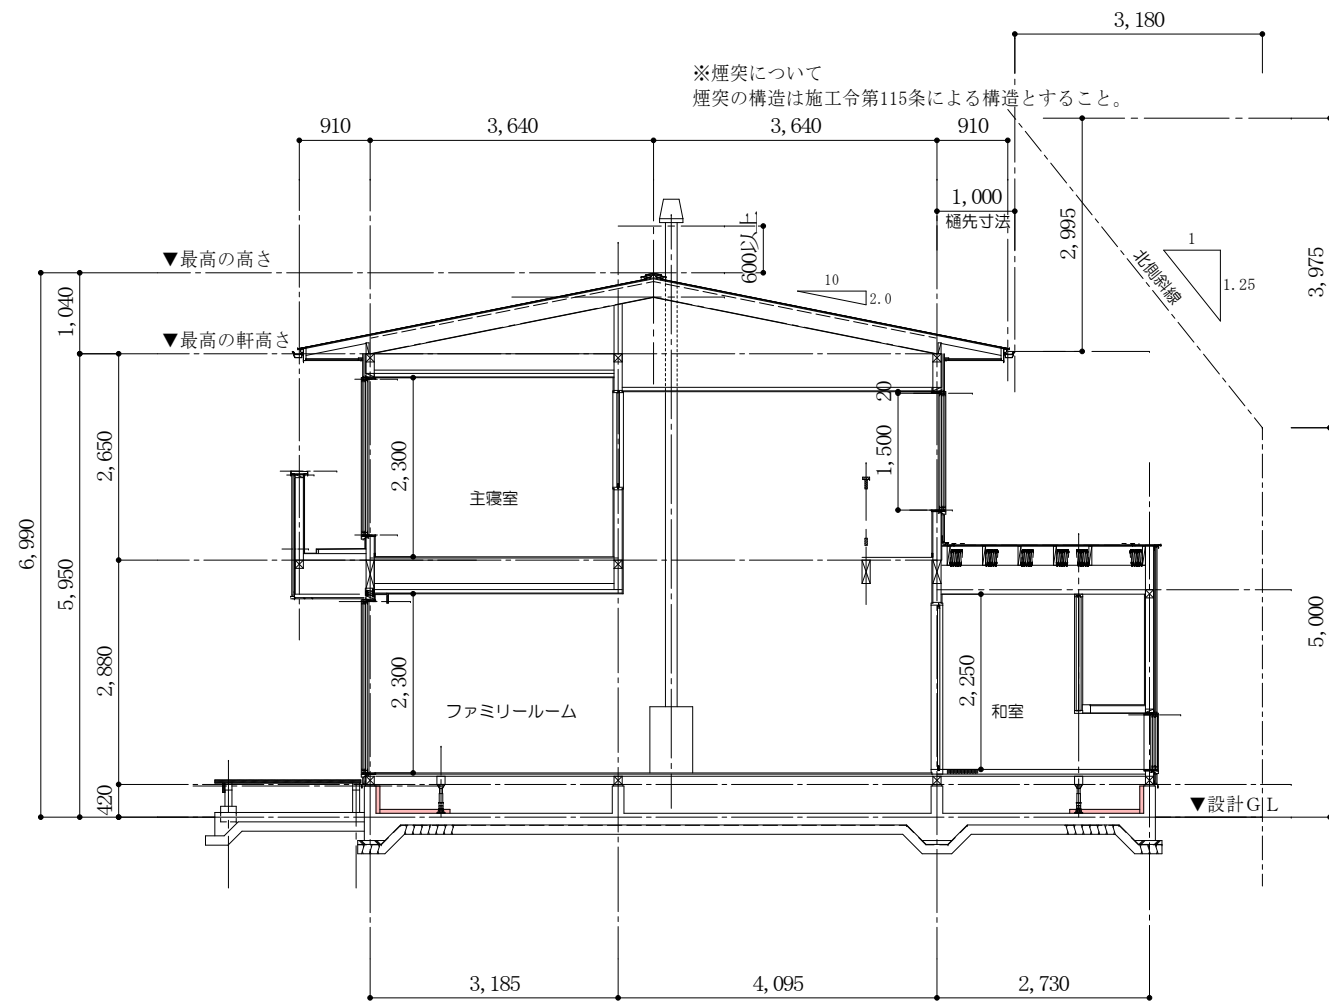 3,180
※煙突について
煙突の構造は施工令第115条による構造とすること。
910
3,640
3,640
910
1,000
樋先寸法
600以上
2,995
3,975
▼最高の高さ
1,040
10
2.0
北側斜線
1
1.25
▼最高の軒高さ
20
2,650
2,300
1,500
主寝室
6,990
5,950
5,000
2,880
2,300
2,250
ファミリールーム
和室
420
▼設計GL
3,185
4,095
2,730